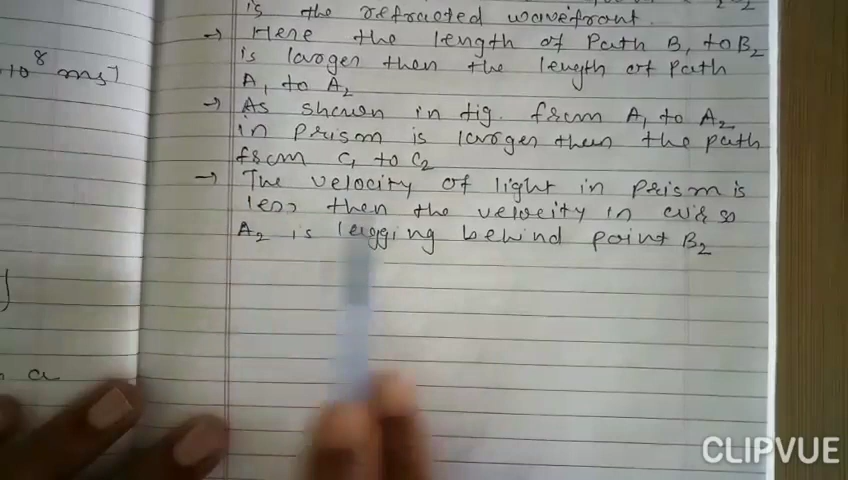 is the refracted wavefront.
→ Here the length of Path B₁ to B₂
is larger then the length of path
A₁ to A₂
→ As shown in fig. from A₁ to A₂
in Prism is larger then the path
from C₁ to C₂
→ The velocity of light in prism is
less then the velocity in air so
A₂ is lagging behind point B₂
to 8 ms
a
CLIPVUE